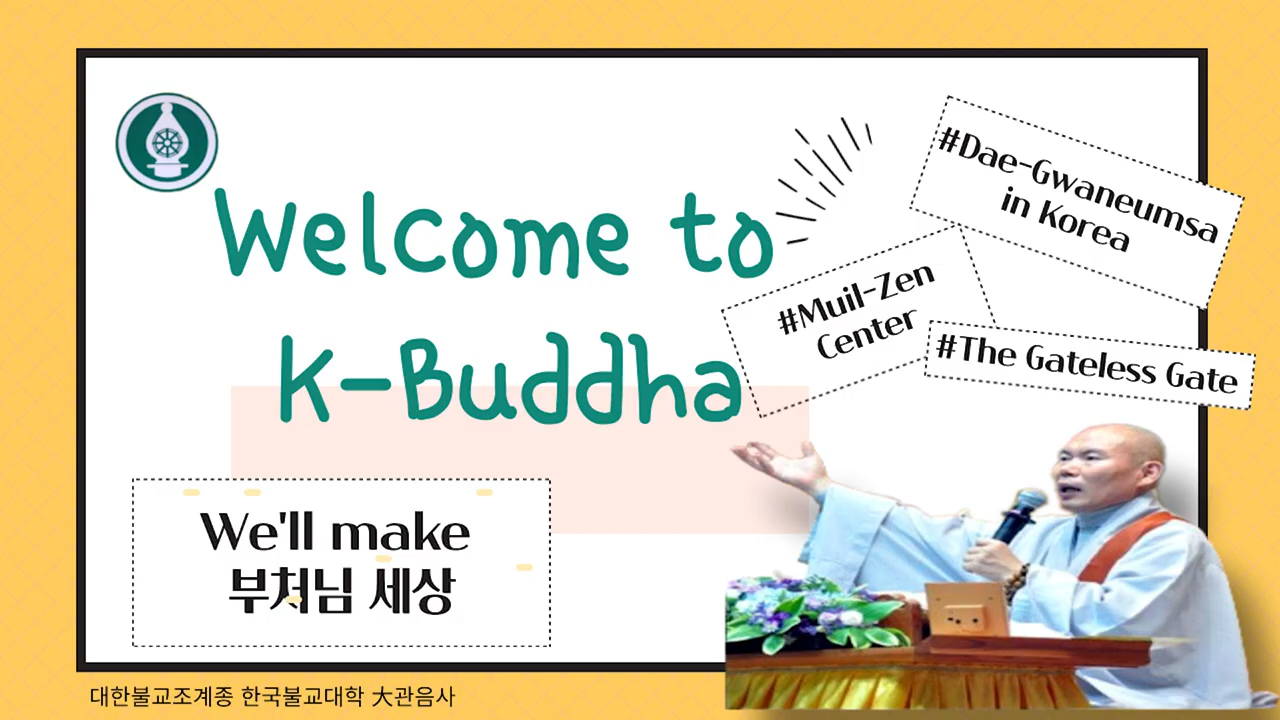 Welcome to
K-Buddha
#Dae-Gwaneumsa
in Korea
#Muil-Zen
Center
#The Gateless Gate
We'll make
부처님 세상
대한불교조계종 한국불교대학 大관음사